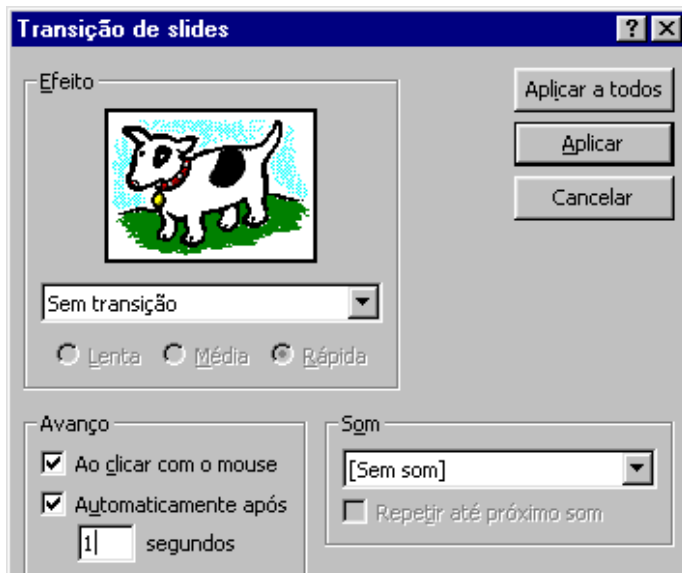 Transição de slides
Efeito
Aplicar a todos
Aplicar
Cancelar
Sem transição
Lenta Média Rápida
Avanço
Ao clicar com o mouse
Automaticamente após
1 segundos
Som
[Sem som]
Repetir até próximo som